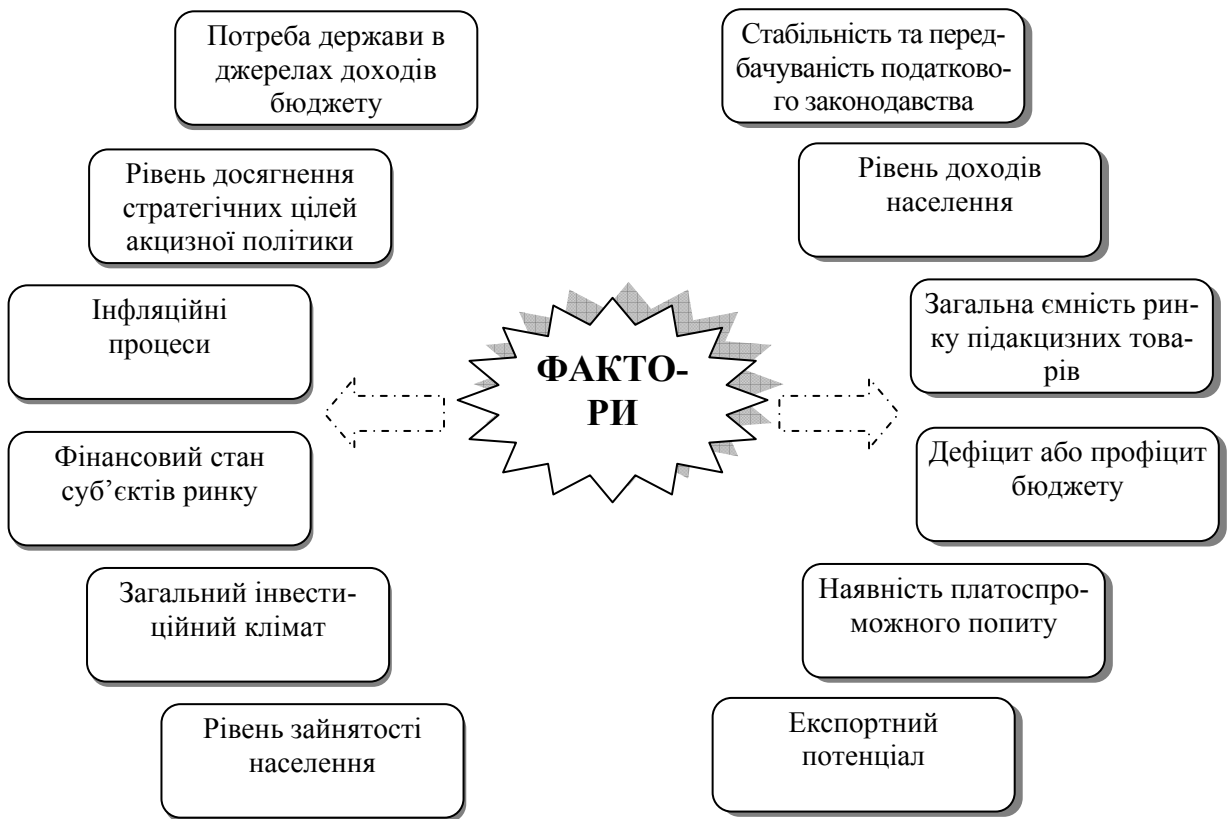 Потреба держави в
джерелах доходів
бюджету
Стабільність та перед-
бачуваність податково-
го законодавства
Рівень досягнення
стратегічних цілей
акцизної політики
Рівень доходів
населення
Інфляційні
процеси
Загальна ємність рин-
ку підакцизних това-
рів
ФАКТО-
РИ
Фінансовий стан
суб’єктів ринку
Дефіцит або профіцит
бюджету
Загальний інвести-
ційний клімат
Наявність платоспро-
можного попиту
Рівень зайнятості
населення
Експортний
потенціал